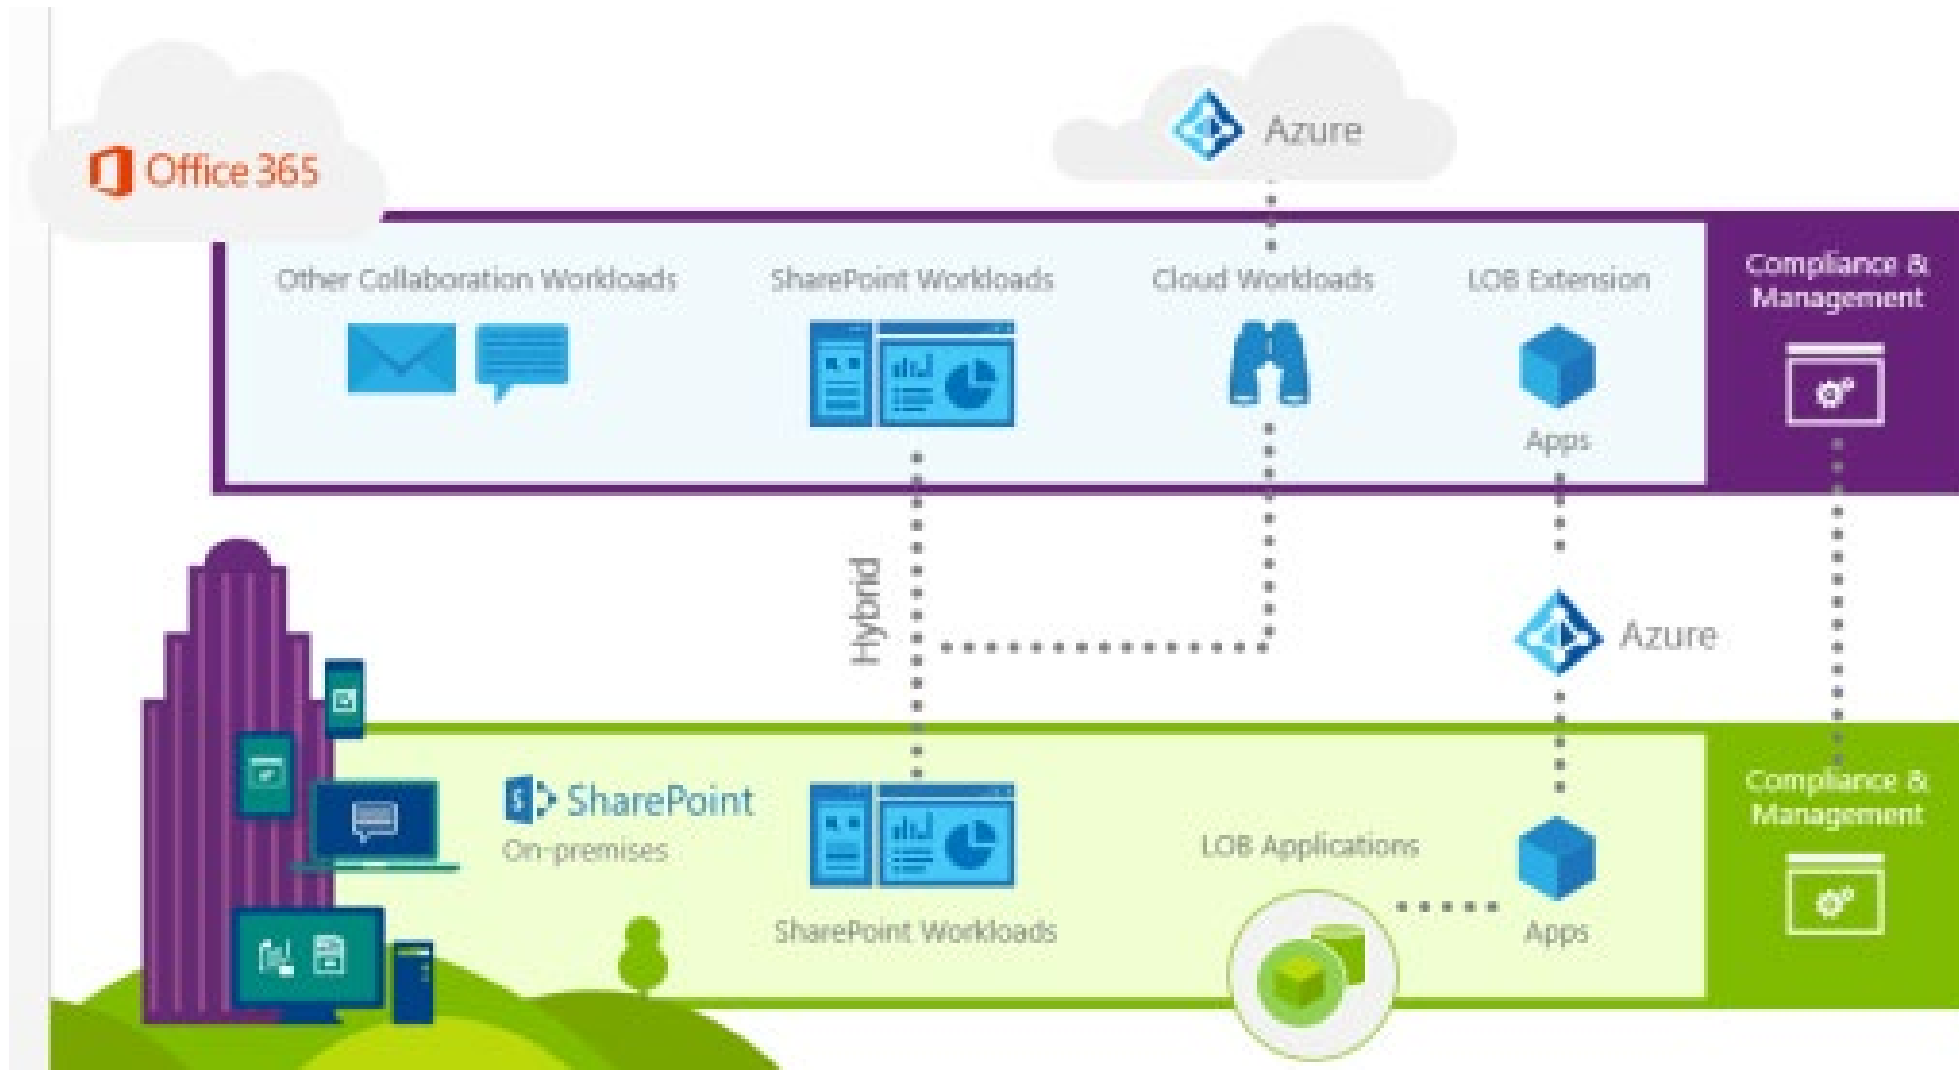 Office 365
Azure
Other Collaboration Workloads
SharePoint Workloads
Cloud Workloads
LOB Extension
Compliance &
Management
Apps
Hybrid
Azure
SharePoint
On-premises
SharePoint Workloads
LOB Applications
Apps
Compliance &
Management